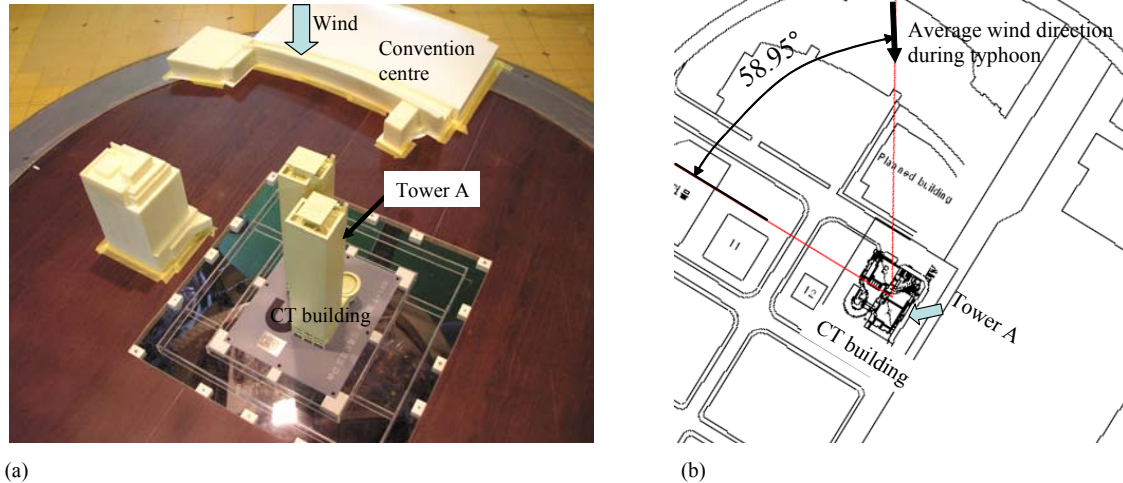 Wind
Convention
centre
Tower A
CT building
(a)
Average wind direction
during typhoon
58.95°
Planned building
11
12
Tower A
CT building
(b)